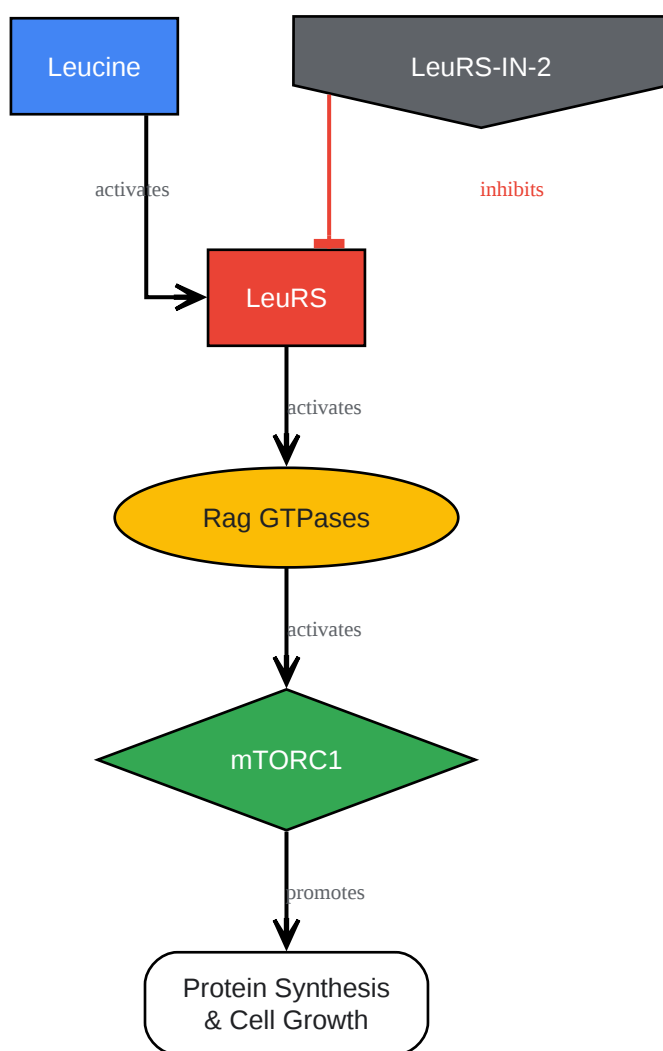 Leucine
LeuRS-IN-2
activates
inhibits
LeuRS
activates
Rag GTPases
activates
mTORC1
promotes
Protein Synthesis
& Cell Growth